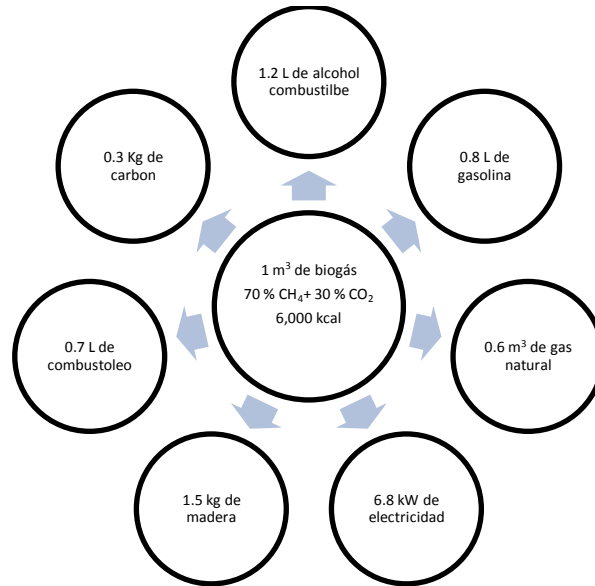 1.2 L de alcohol
combustilbe
0.3 Kg de
carbon
0.8 L de
gasolina
1 m³ de biogás
70 % CH₄+ 30 % CO₂
6,000 kcal
0.7 L de
combustoleo
0.6 m³ de gas
natural
1.5 kg de
madera
6.8 kW de
electricidad